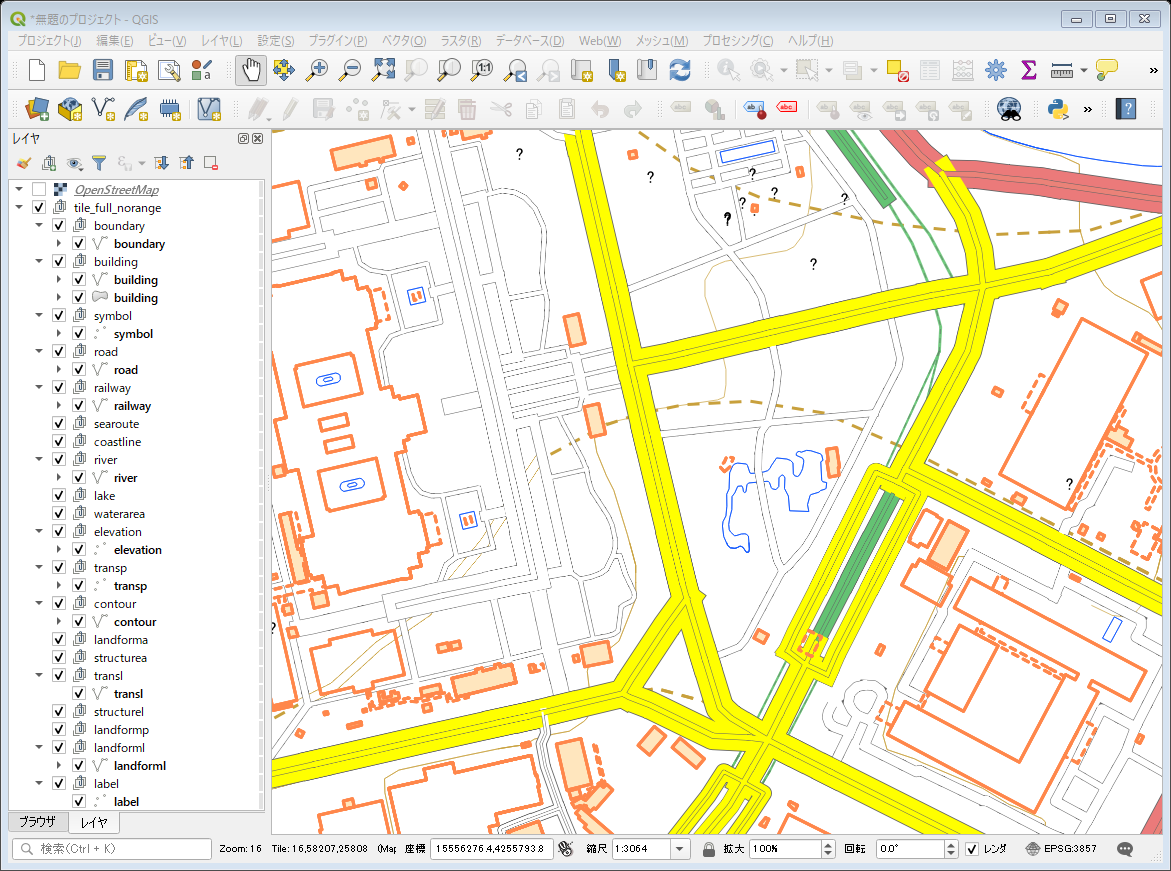 *無題のプロジェクト - QGIS
プロジェクト(J) 編集(E) ビュー(V) レイヤ(L) 設定(S) プラグイン(P) ベクタ(O) ラスタ(R) データベース(D) Web(W) メッシュ(M) プロセシング(C) ヘルプ(H)
レイヤ
OpenStreetMap
tile_full_norange
boundary
boundary
building
building
building
symbol
symbol
road
road
railway
railway
searoute
coastline
river
river
lake
waterarea
elevation
elevation
transp
transp
contour
contour
landforma
structurea
transl
transl
structurel
landformp
landforml
landforml
label
label
ブラウザ レイヤ
検索(Ctrl + K) Zoom: 16 Tile: 16,58207,25808 (Map 座標 15556276.4,4255793.8 縮尺 1:3064 拡大 100% 回転 0.0° レンダ EPSG:3857